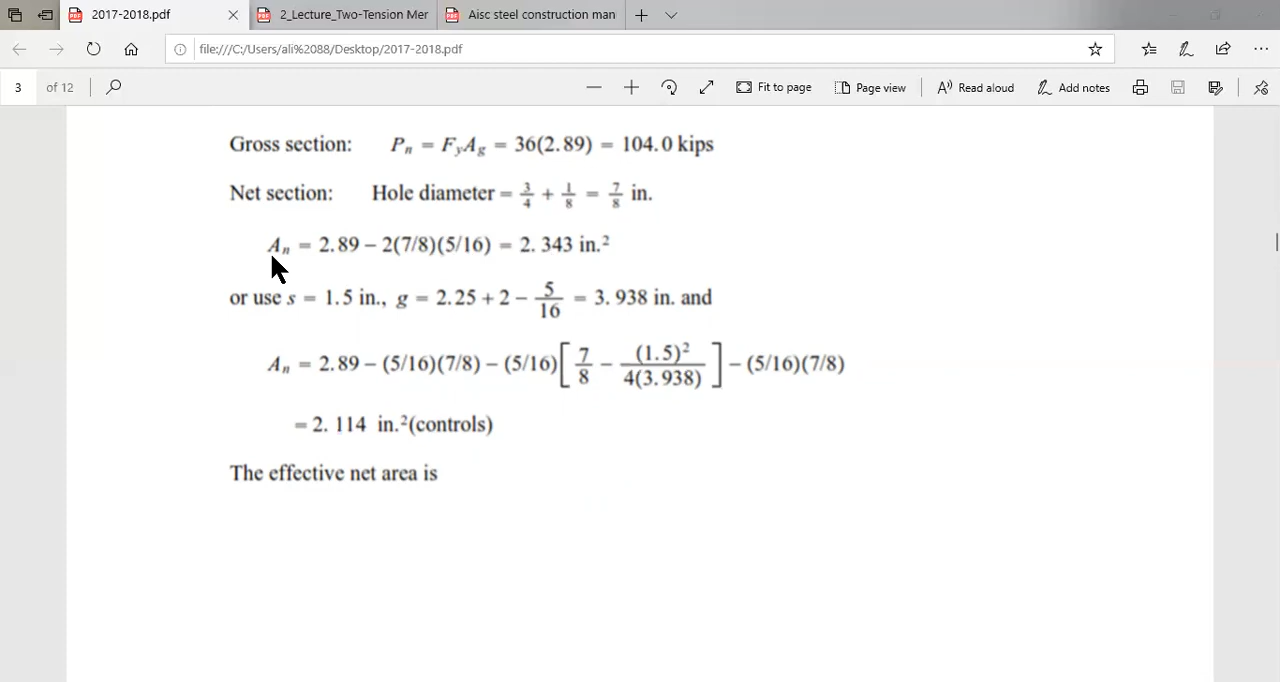 2017-2018.pdf
2_Lecture_Two-Tension Mer
Aisc steel construction man
file:///C:/Users/ali%2088/Desktop/2017-2018.pdf
3 of 12
Fit to page
Page view
Read aloud
Add notes
Gross section: Pₙ = FᵧA_g = 36(2.89) = 104.0 kips
Net section: Hole diameter = 3/4 + 1/8 = 7/8 in.
Aₙ = 2.89 – 2(7/8)(5/16) = 2. 343 in.²
or use s = 1.5 in., g = 2.25 + 2 – 5/16 = 3. 938 in. and
Aₙ = 2.89 – (5/16)(7/8) – (5/16)[7/8 – (1.5)²/4(3.938)] – (5/16)(7/8)
= 2. 114 in.²(controls)
The effective net area is